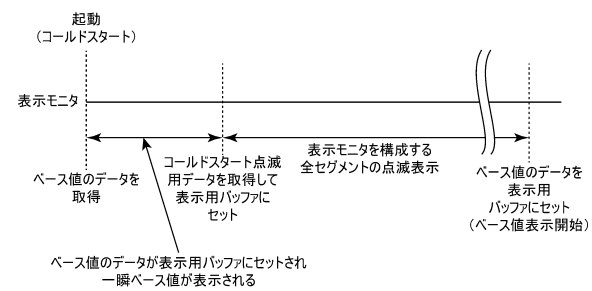 起動
（コールドスタート）
表示モニタ
ベース値のデータを
取得
コールドスタート点滅
用データを取得して
表示用バッファに
セット
表示モニタを構成する
全セグメントの点滅表示
ベース値のデータを
表示用
バッファにセット
（ベース値表示開始）
ベース値のデータが表示用バッファにセットされ
一瞬ベース値が表示される